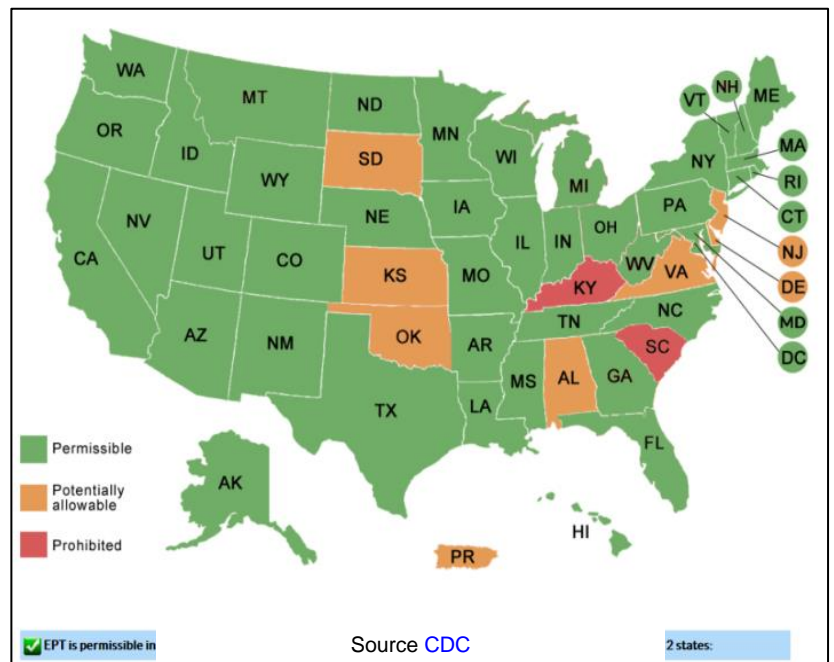 WA
MT
ND
MN
VT
NH
ME
OR
ID
SD
WI
MI
NY
MA
RI
CT
WY
IA
NE
PA
NJ
NV
UT
CO
IL
IN
OH
WV
VA
DE
CA
KS
MO
KY
MD
DC
AZ
NM
OK
AR
TN
NC
SC
TX
LA
MS
AL
GA
FL
Permissible
Potentially
allowable
Prohibited
AK
HI
PR
EPT is permissible in
Source CDC
2 states: